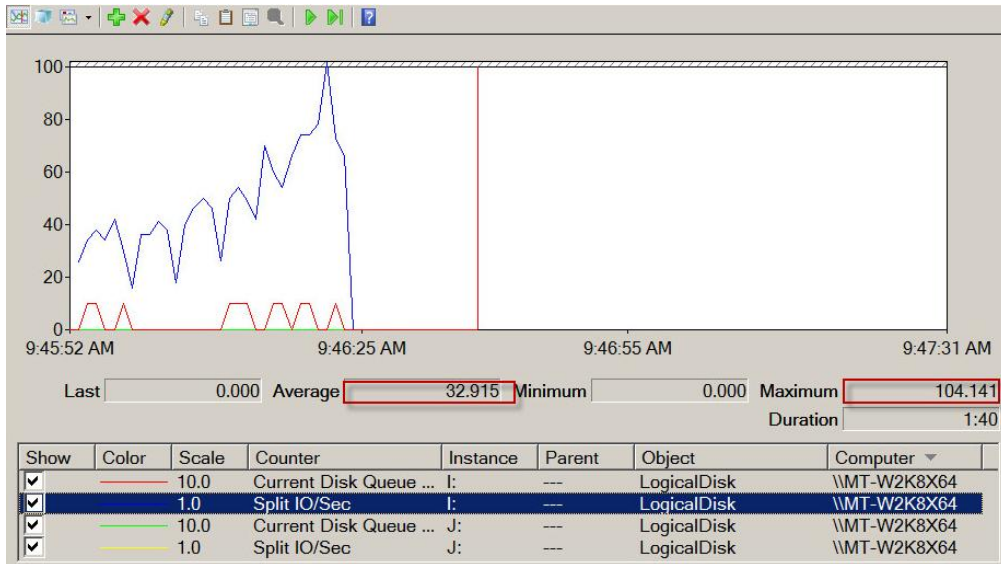 100
80
60
40
20
0
9:45:52 AM 9:46:25 AM 9:46:55 AM 9:47:31 AM
Last 0.000 Average 32.915 Minimum 0.000 Maximum 104.141
Duration 1:40
Show Color Scale Counter Instance Parent Object Computer
10.0 Current Disk Queue ... I: --- LogicalDisk \\MT-W2K8X64
1.0 Split IO/Sec I: --- LogicalDisk \\MT-W2K8X64
10.0 Current Disk Queue ... J: --- LogicalDisk \\MT-W2K8X64
1.0 Split IO/Sec J: --- LogicalDisk \\MT-W2K8X64